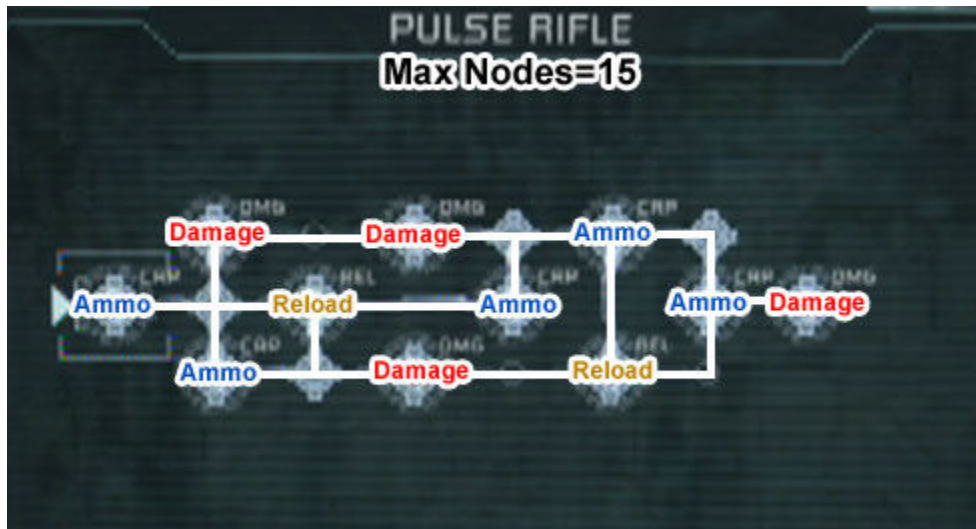 PULSE RIFLE
Max Nodes=15
DMG DMG CAP
Damage Damage Ammo
CAP REL CAP CAP DMG
Ammo Reload Ammo Ammo Damage
CAP DMG REL
Ammo Damage Reload